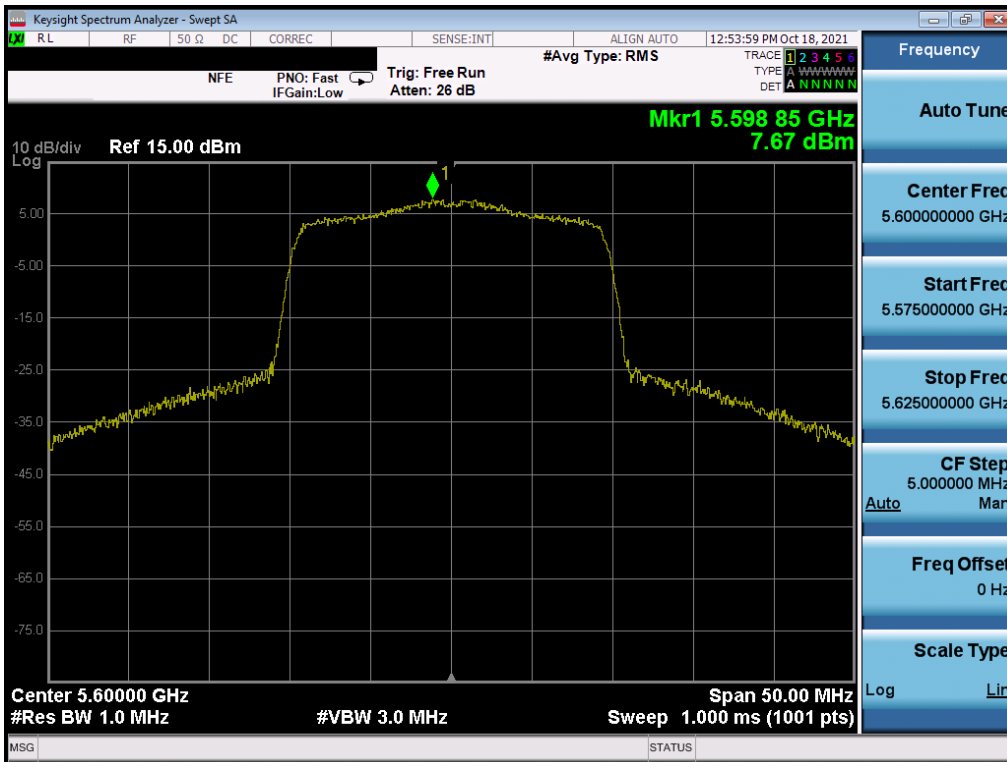 Keysight Spectrum Analyzer - Swept SA
LXI RL RF 50 Ω DC CORREC SENSE:INT ALIGN AUTO 12:53:59 PM Oct 18, 2021
#Avg Type: RMS
TRACE 1 2 3 4 5 6
TYPE A WWWWW
DET A N N N N N
NFE
PNO: Fast
IFGain:Low
Trig: Free Run
Atten: 26 dB
Mkr1 5.598 85 GHz
7.67 dBm
10 dB/div
Log
Ref 15.00 dBm
1
5.00
-5.00
-15.0
-25.0
-35.0
-45.0
-55.0
-65.0
-75.0
Center 5.60000 GHz
Span 50.00 MHz
#Res BW 1.0 MHz
#VBW 3.0 MHz
Sweep 1.000 ms (1001 pts)
MSG
STATUS
Frequency
Auto Tune
Center Freq
5.600000000 GHz
Start Freq
5.575000000 GHz
Stop Freq
5.625000000 GHz
CF Step
5.000000 MHz
Auto Man
Freq Offset
0 Hz
Scale Type
Log Lin